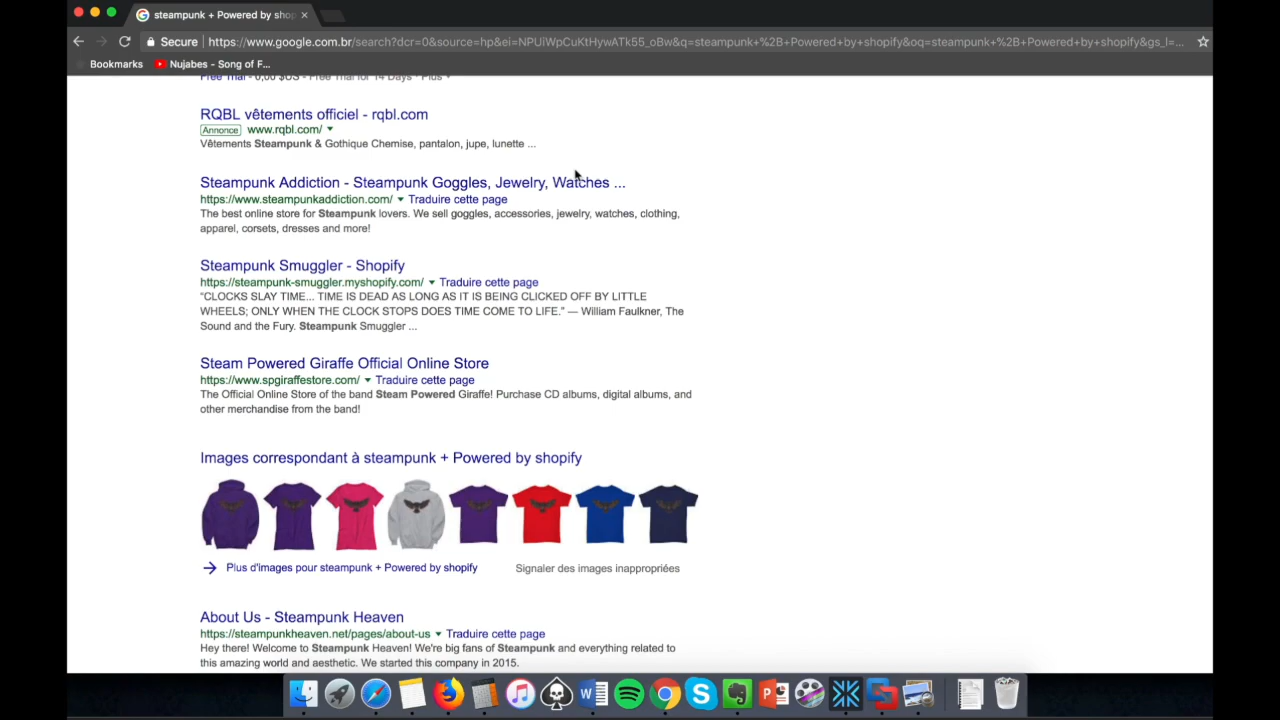 steampunk + Powered by shop
Secure
https://www.google.com.br/search?dcr=0&source=hp&ei=NPUiWpCuKtHywATk55_oBw&q=steampunk+%2B+Powered+by+shopify&oq=steampunk+%2B+Powered+by+shopify&gs_l=...
Bookmarks
Nujabes - Song of F...
Free Trial - 0,00 $US - Free Trial for 14 Days · Plus
RQBL vêtements officiel - rqbl.com
Annonce www.rqbl.com/
Vêtements Steampunk & Gothique Chemise, pantalon, jupe, lunette ...
Steampunk Addiction - Steampunk Goggles, Jewelry, Watches ...
https://www.steampunkaddiction.com/ Traduire cette page
The best online store for Steampunk lovers. We sell goggles, accessories, jewelry, watches, clothing,
apparel, corsets, dresses and more!
Steampunk Smuggler - Shopify
https://steampunk-smuggler.myshopify.com/ Traduire cette page
“CLOCKS SLAY TIME... TIME IS DEAD AS LONG AS IT IS BEING CLICKED OFF BY LITTLE
WHEELS; ONLY WHEN THE CLOCK STOPS DOES TIME COME TO LIFE.” — William Faulkner, The
Sound and the Fury. Steampunk Smuggler ...
Steam Powered Giraffe Official Online Store
https://www.spgiraffestore.com/ Traduire cette page
The Official Online Store of the band Steam Powered Giraffe! Purchase CD albums, digital albums, and
other merchandise from the band!
Images correspondant à steampunk + Powered by shopify
Plus d'images pour steampunk + Powered by shopify
Signaler des images inappropriées
About Us - Steampunk Heaven
https://steampunkheaven.net/pages/about-us Traduire cette page
Hey there! Welcome to Steampunk Heaven! We're big fans of Steampunk and everything related to
this amazing world and aesthetic. We started this company in 2015.